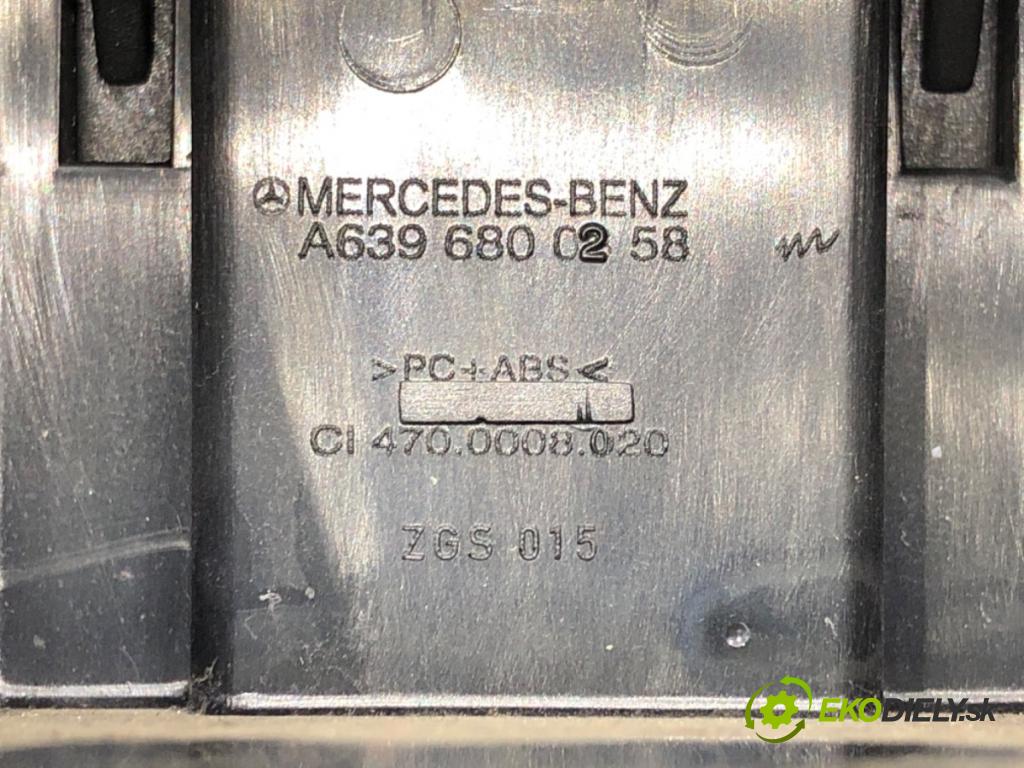 MERCEDES-BENZ
A639 680 02 58
>PC+ABS<
CI 470.0008.020
ZGS 015
EKODIELY.sk